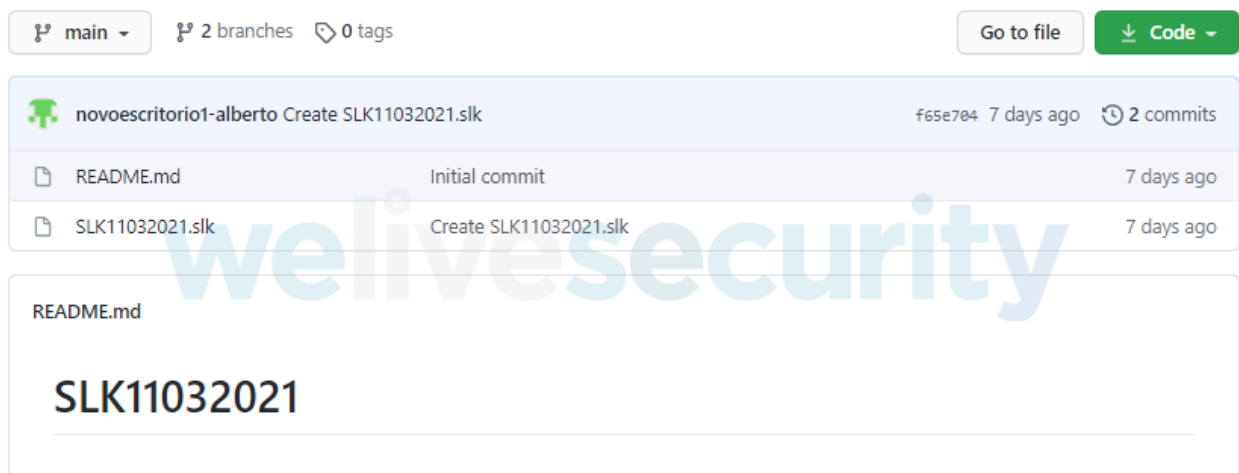 main 2 branches 0 tags Go to file Code
novoescritorio1-alberto Create SLK11032021.slk f65e704 7 days ago 2 commits
README.md Initial commit 7 days ago
SLK11032021.slk Create SLK11032021.slk 7 days ago
welivesecurity
README.md
SLK11032021